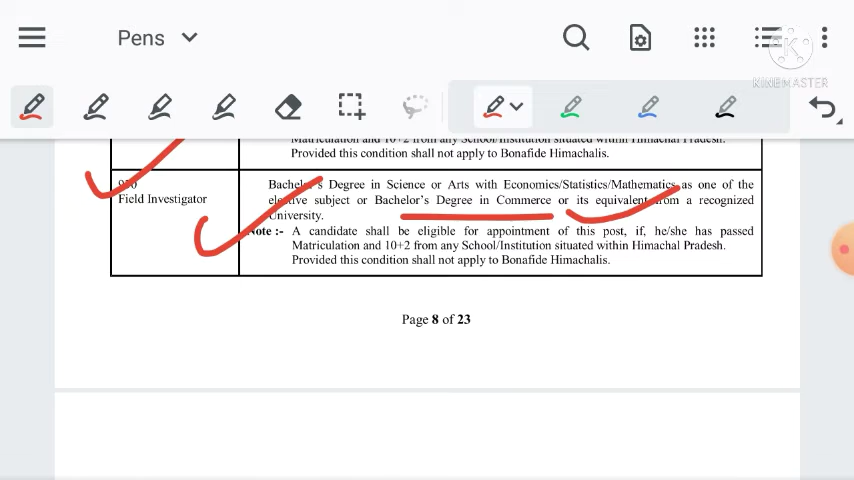 Pens
K
KINEMASTER
Matriculation and 10+2 from any School/Institution situated within Himachal Pradesh.
Provided this condition shall not apply to Bonafide Himachalis.
Field Investigator
Bachelor's Degree in Science or Arts with Economics/Statistics/Mathematics as one of the
elective subject or Bachelor's Degree in Commerce or its equivalent from a recognized
University.
Note :- A candidate shall be eligible for appointment of this post, if, he/she has passed
Matriculation and 10+2 from any School/Institution situated within Himachal Pradesh.
Provided this condition shall not apply to Bonafide Himachalis.
Page 8 of 23